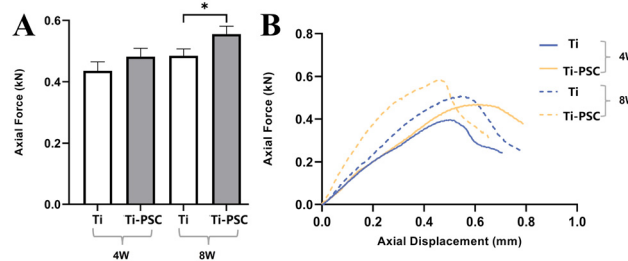 A
Axial Force (kN)
0.6
0.4
0.2
0.0
*
Ti
Ti-PSC
Ti
Ti-PSC
4W
8W
B
Axial Force (kN)
0.8
0.6
0.4
0.2
0.0
0.0
0.2
0.4
0.6
0.8
1.0
Axial Displacement (mm)
Ti
Ti-PSC
4W
Ti
Ti-PSC
8W